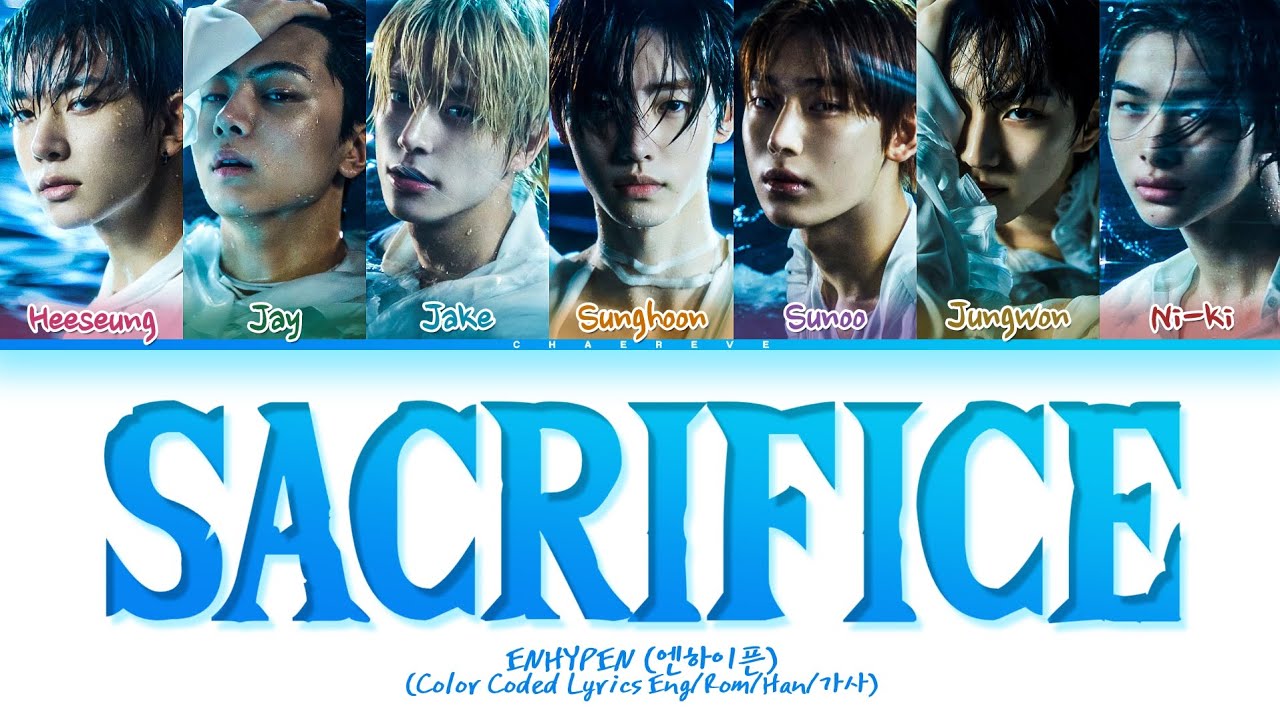 Heeseung Jay Jake Sunghoon Sunoo Jungwon Ni-ki
CHAEREVE
SACRIFICE
ENHYPEN (엔하이픈)
(Color Coded Lyrics Eng/Rom/Han/가사)